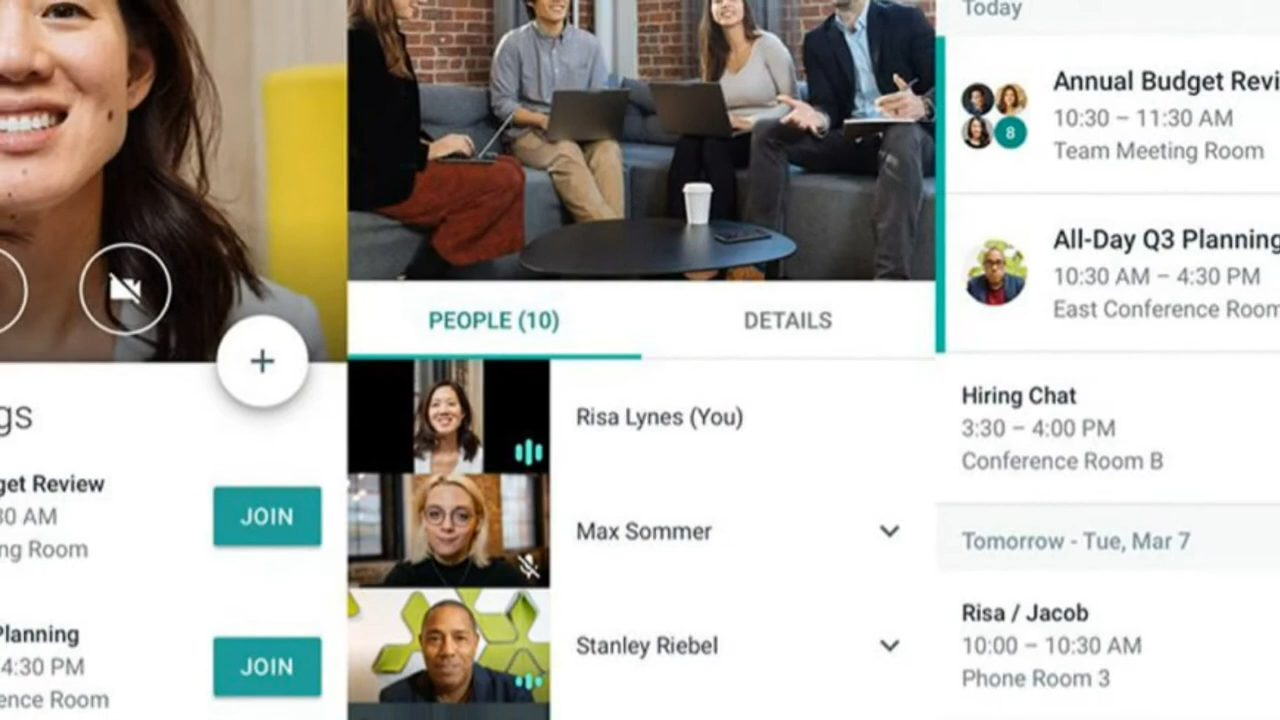 gs
get Review
30 AM
ng Room
JOIN
Planning
4:30 PM
ence Room
JOIN
PEOPLE (10)
DETAILS
Risa Lynes (You)
Max Sommer
Stanley Riebel
Today
8
Annual Budget Revi
10:30 – 11:30 AM
Team Meeting Room
All-Day Q3 Planning
10:30 AM – 4:30 PM
East Conference Room
Hiring Chat
3:30 – 4:00 PM
Conference Room B
Tomorrow - Tue, Mar 7
Risa / Jacob
10:00 – 10:30 AM
Phone Room 3